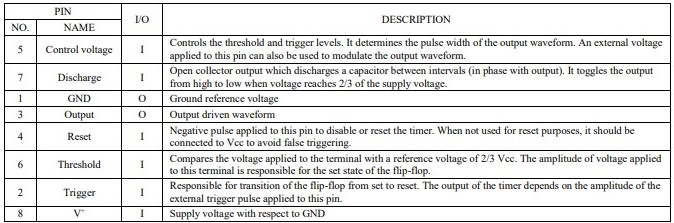 PIN I/O DESCRIPTION
NO. NAME
5 Control voltage I Controls the threshold and trigger levels. It determines the pulse width of the output waveform. An external voltage
applied to this pin can also be used to modulate the output waveform.
7 Discharge I Open collector output which discharges a capacitor between intervals (in phase with output). It toggles the output
from high to low when voltage reaches 2/3 of the supply voltage.
1 GND O Ground reference voltage
3 Output O Output driven waveform
4 Reset I Negative pulse applied to this pin to disable or reset the timer. When not used for reset purposes, it should be
connected to Vcc to avoid false triggering.
6 Threshold I Compares the voltage applied to the terminal with a reference voltage of 2/3 Vcc. The amplitude of voltage applied
to this terminal is responsible for the set state of the flip-flop.
2 Trigger I Responsible for transition of the flip-flop from set to reset. The output of the timer depends on the amplitude of the
external trigger pulse applied to this pin.
8 V⁺ I Supply voltage with respect to GND